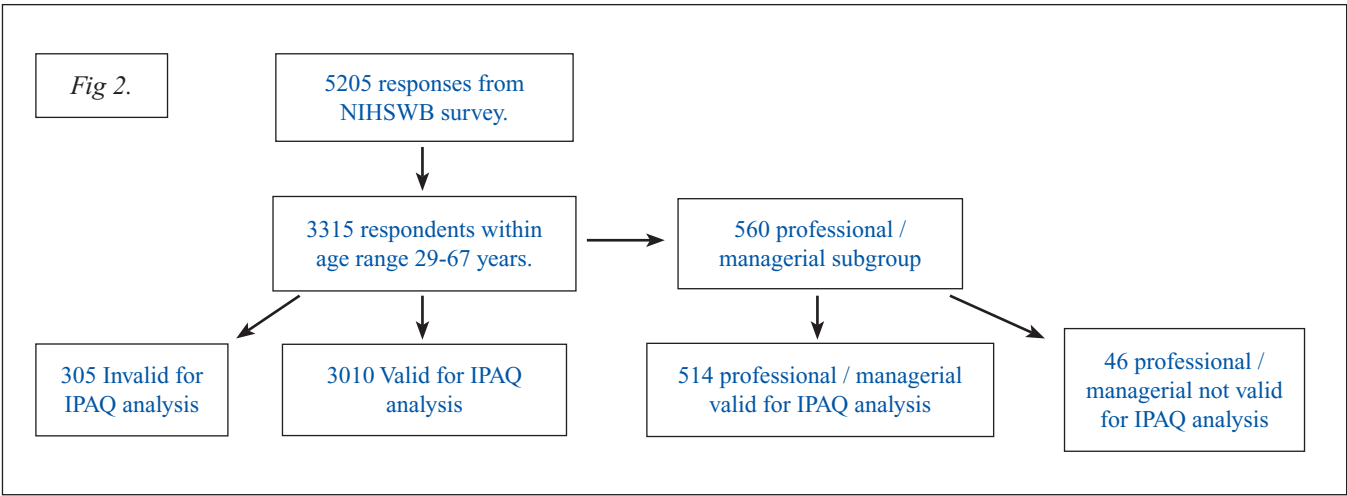 Fig 2.
5205 responses from
NIHSWB survey.
3315 respondents within
age range 29-67 years.
560 professional /
managerial subgroup
305 Invalid for
IPAQ analysis
3010 Valid for IPAQ
analysis
514 professional / managerial
valid for IPAQ analysis
46 professional /
managerial not valid
for IPAQ analysis